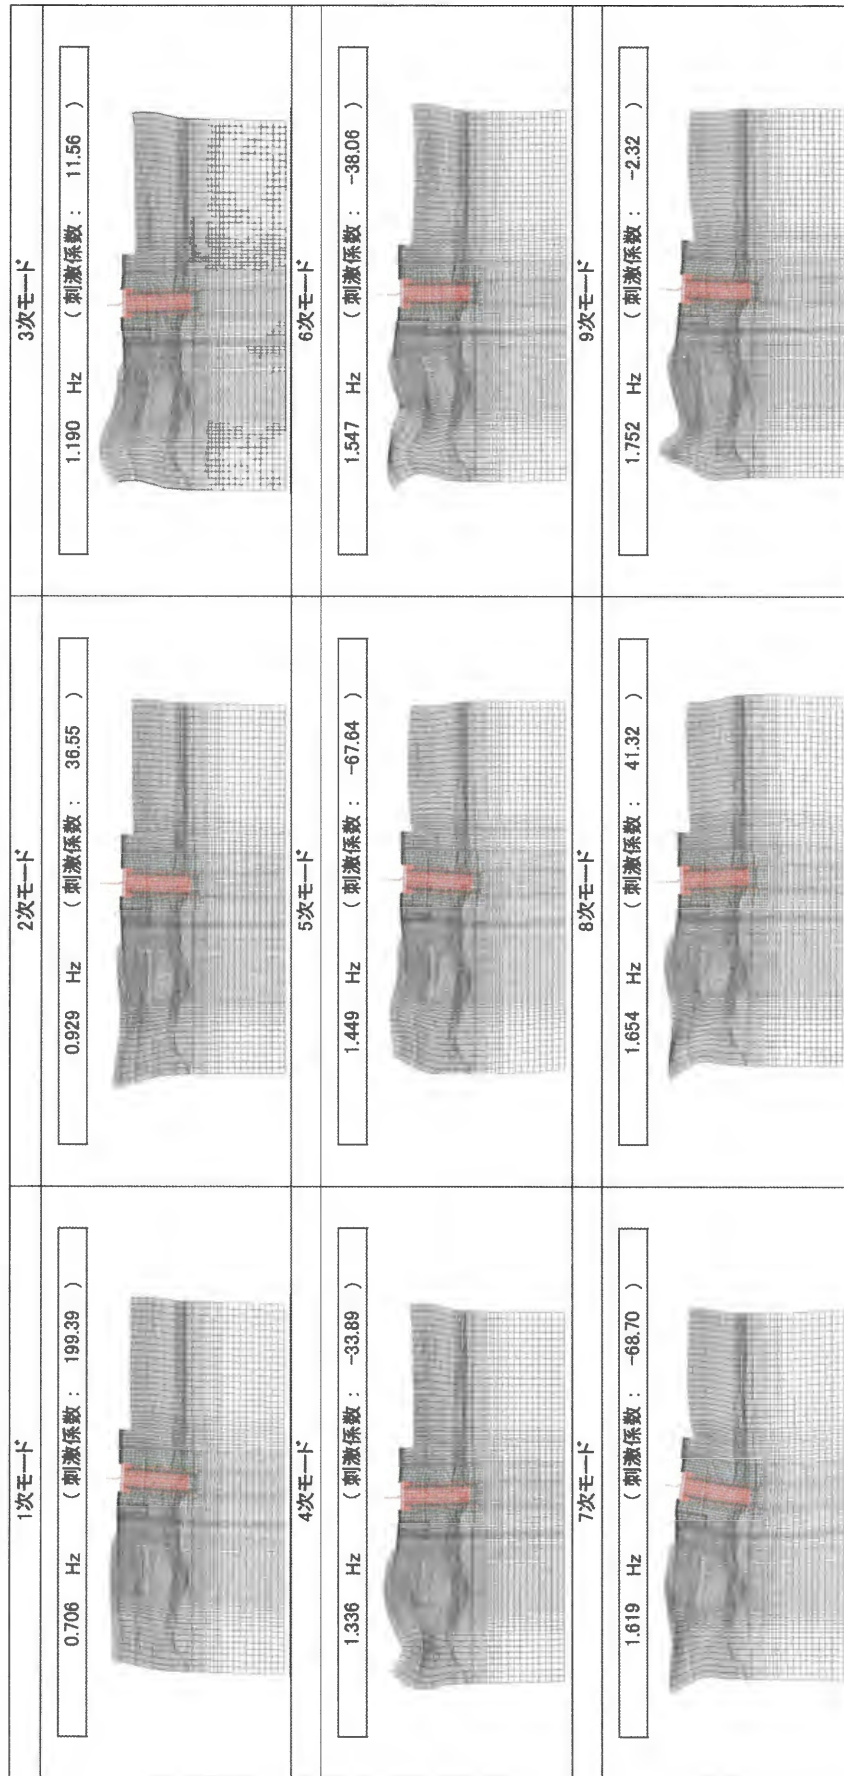 1次モード
0.706 Hz ( 刺激係数 : 199.39 )
2次モード
0.929 Hz ( 刺激係数 : 36.55 )
3次モード
1.190 Hz ( 刺激係数 : 11.56 )
4次モード
1.336 Hz ( 刺激係数 : -33.89 )
5次モード
1.449 Hz ( 刺激係数 : -67.64 )
6次モード
1.547 Hz ( 刺激係数 : -38.06 )
7次モード
1.619 Hz ( 刺激係数 : -68.70 )
8次モード
1.654 Hz ( 刺激係数 : 41.32 )
9次モード
1.752 Hz ( 刺激係数 : -2.32 )